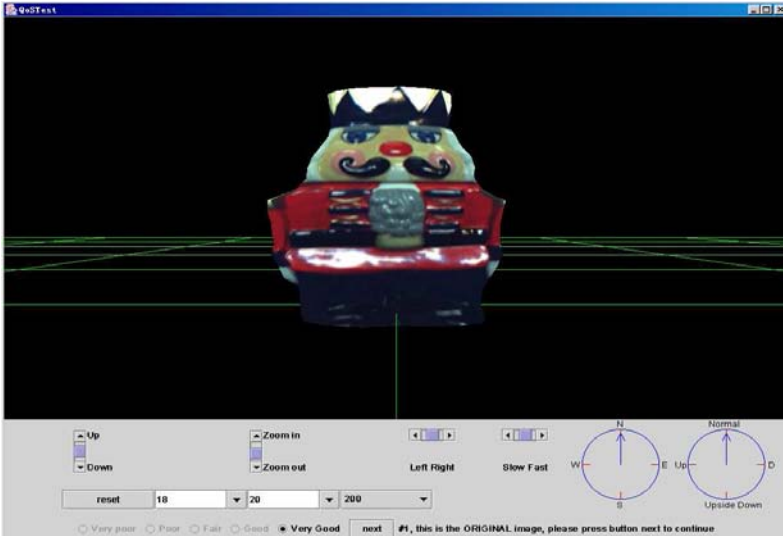 QoSTest
N
Normal
Up
Zoom in
W
E
Up
D
Down
Zoom out
Left Right
Slow Fast
S
Upside Down
reset
18
20
200
Very poor
Poor
Fair
Good
Very Good
next
#1, this is the ORIGINAL image, please press button next to continue